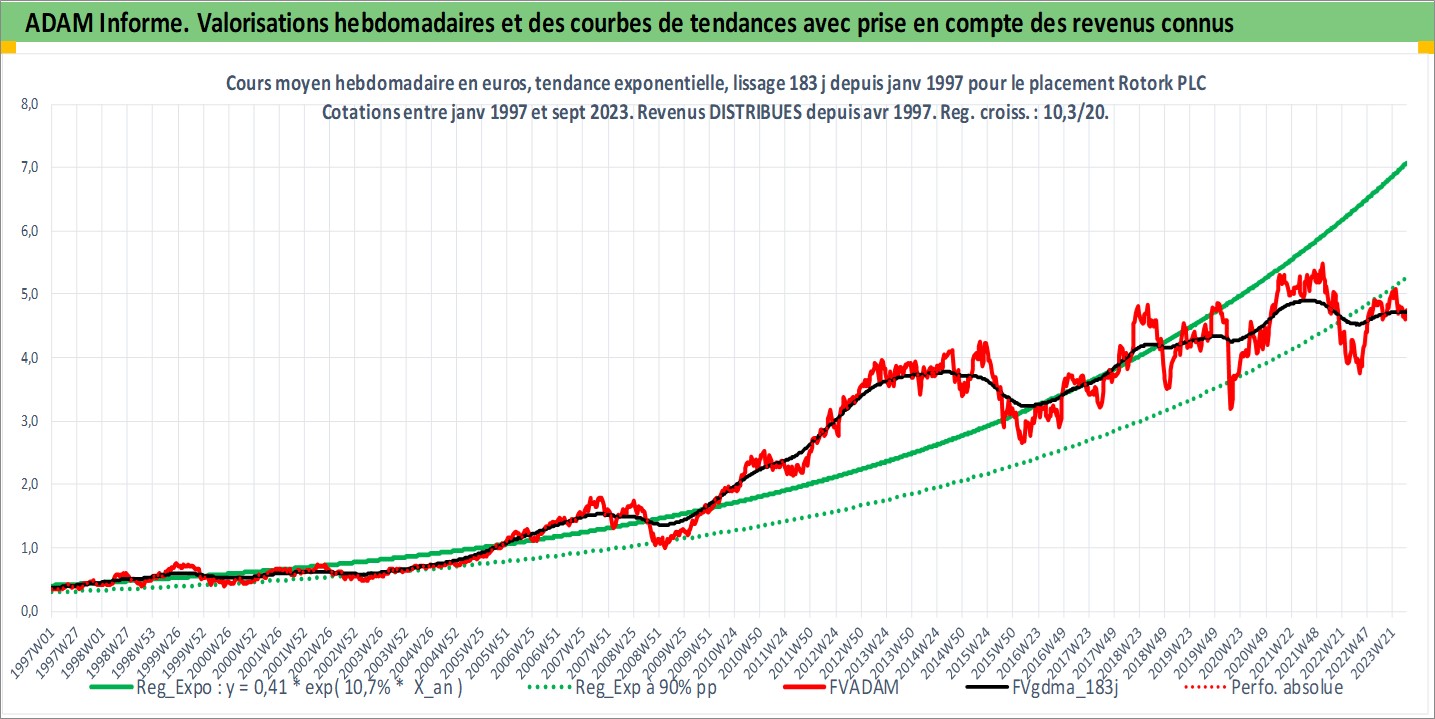 ADAM Informe. Valorisations hebdomadaires et des courbes de tendances avec prise en compte des revenus connus
Cours moyen hebdomadaire en euros, tendance exponentielle, lissage 183 j depuis janv 1997 pour le placement Rotork PLC
Cotations entre janv 1997 et sept 2023. Revenus DISTRIBUES depuis avr 1997. Reg. croiss. : 10,3/20.
8,0
7,0
6,0
5,0
4,0
3,0
2,0
1,0
0,0
1997W01
1997W27
1998W01
1998W27
1998W53
1999W26
1999W52
2000W26
2000W52
2001W26
2001W52
2002W26
2002W52
2003W26
2003W52
2004W26
2004W52
2005W25
2005W51
2006W25
2006W51
2007W25
2007W51
2008W25
2008W51
2009W25
2009W51
2010W24
2010W50
2011W24
2011W50
2012W24
2012W50
2013W24
2013W50
2014W24
2014W50
2015W24
2015W50
2016W23
2016W49
2017W23
2017W49
2018W23
2018W49
2019W23
2019W49
2020W23
2020W49
2021W22
2021W48
2022W21
2022W47
2023W21
Reg_Expo : y = 0,41 * exp( 10,7% * X_an ) Reg_Exp à 90% pp FVADAM FVgdma_183j Perfo. absolue